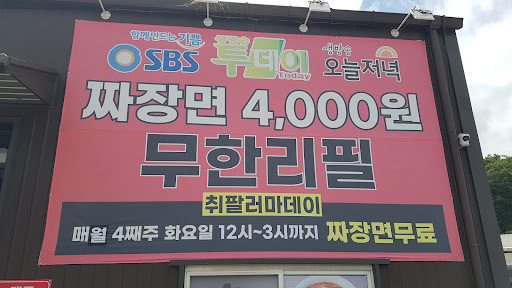 함께만드는 기쁨
SBS
생방송 투데이 Today
생방송 오늘저녁
짜장면 4,000원
무한리필
취팔러마데이
매월 4째주 화요일 12시~3시까지 짜장면무료